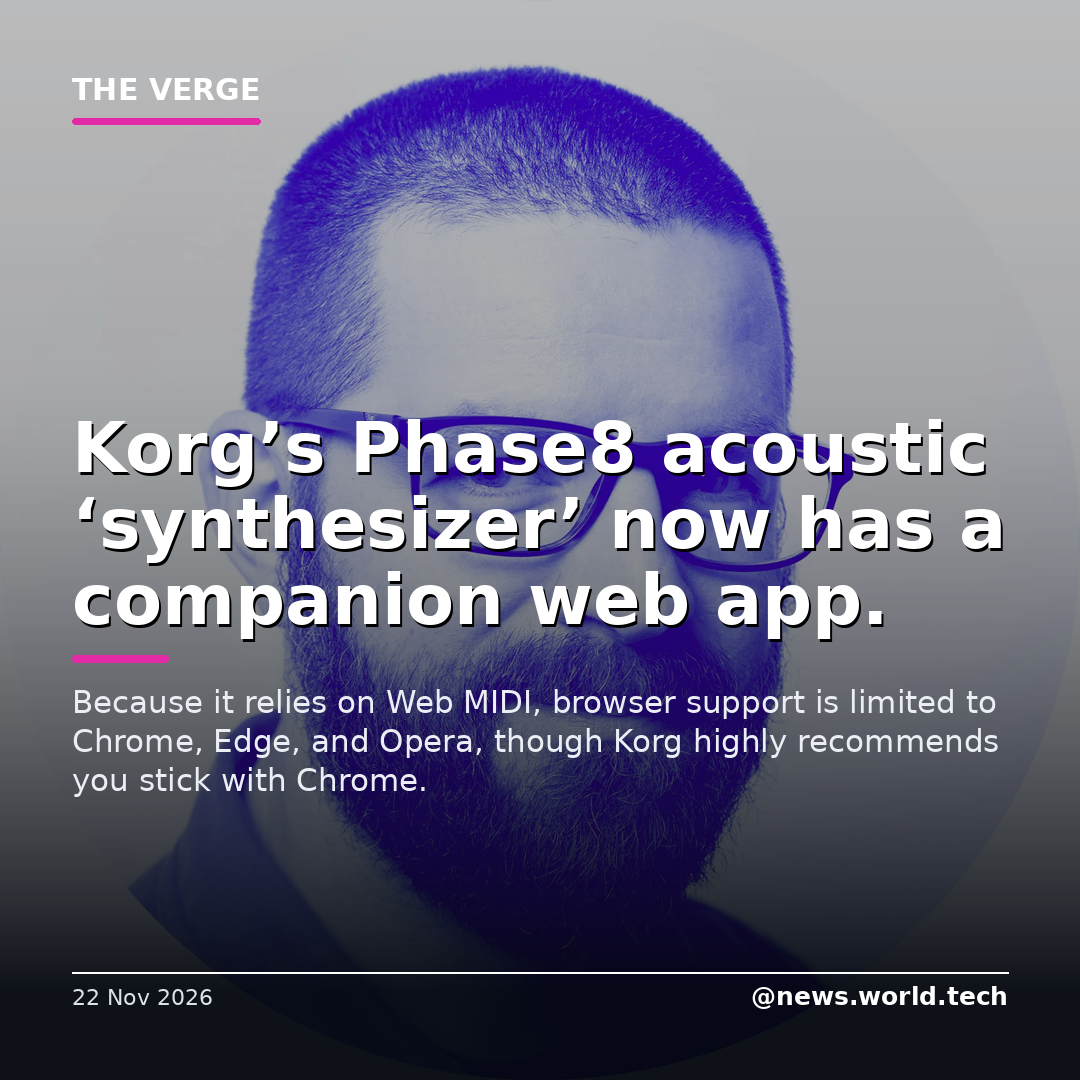 THE VERGE
Korg’s Phase8 acoustic
‘synthesizer’ now has a
companion web app.
Because it relies on Web MIDI, browser support is limited to
Chrome, Edge, and Opera, though Korg highly recommends
you stick with Chrome.
22 Nov 2026
@news.world.tech